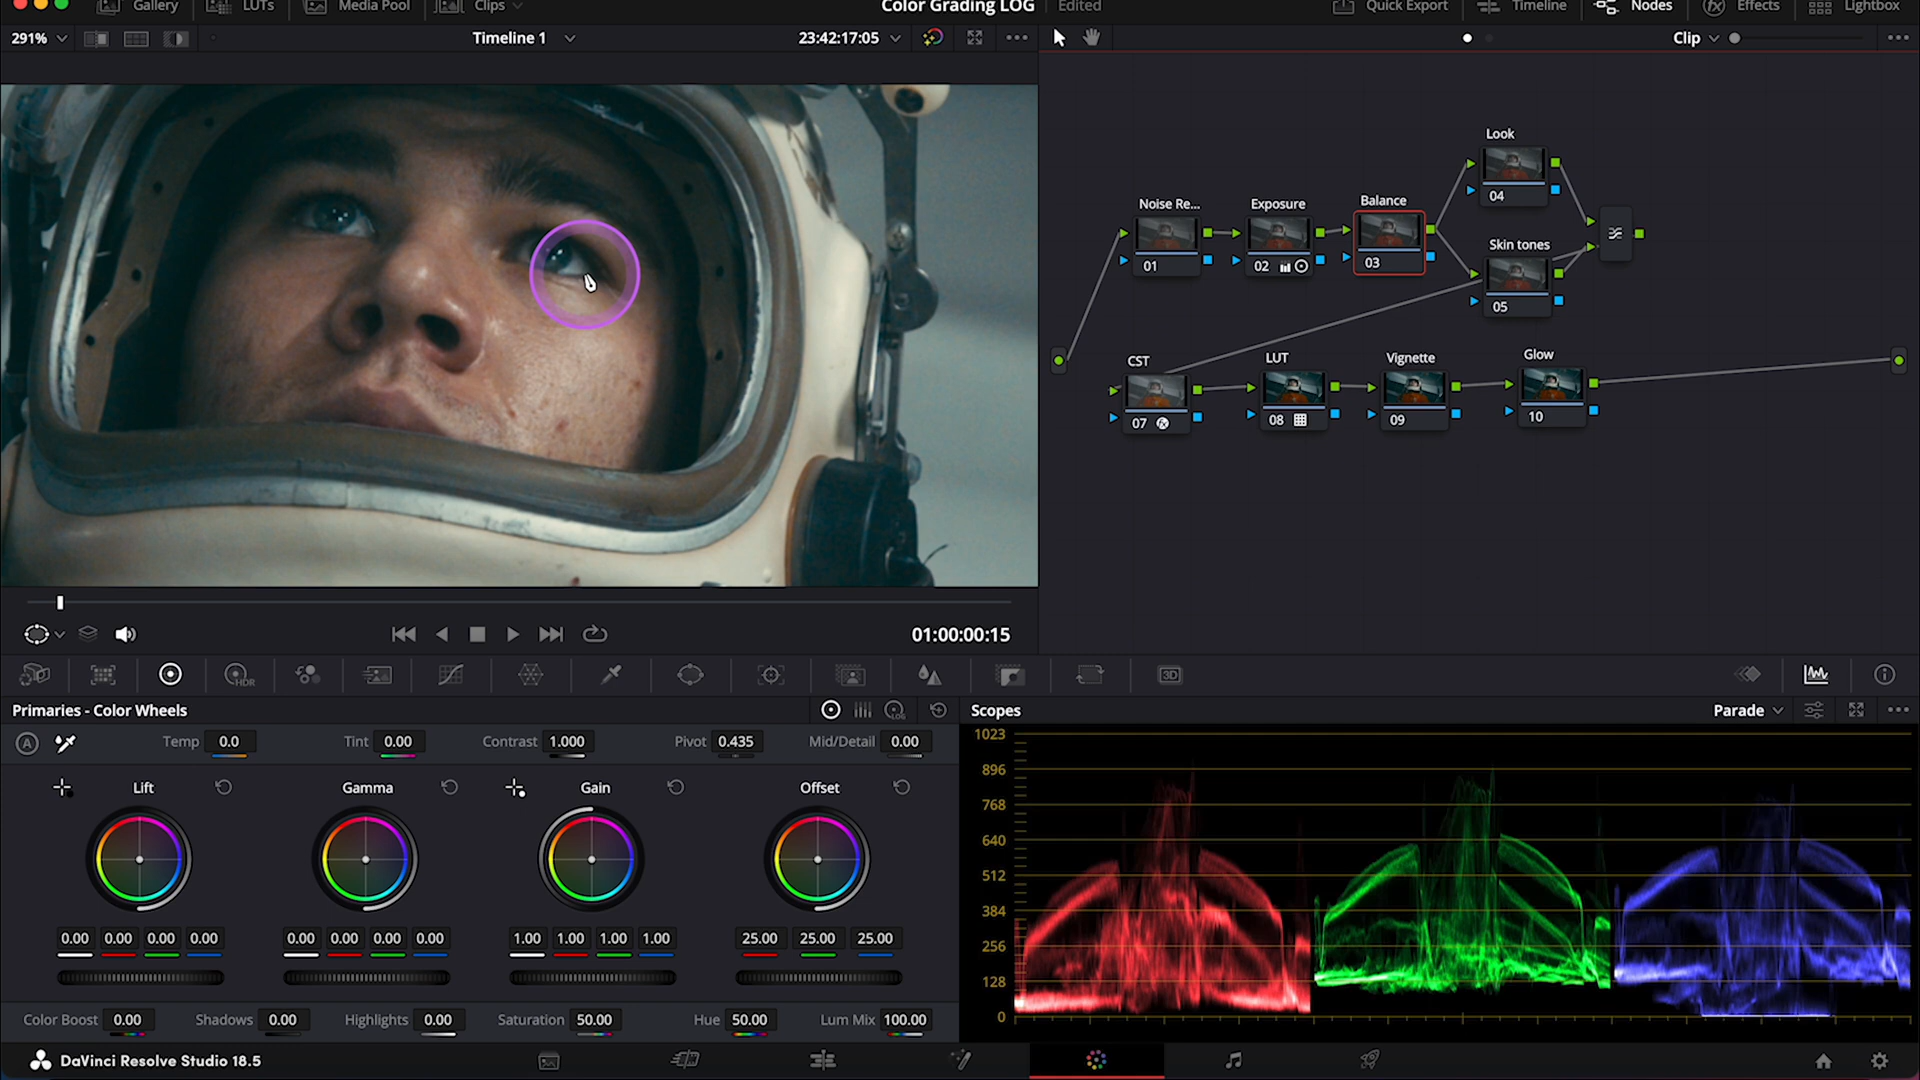 Gallery LUTs Media Pool Clips Color Grading LOG Edited Quick Export Timeline Nodes Effects Lightbox
291% Timeline 1 23:42:17:05 Clip
Look
04
Noise Re... Exposure Balance
01 02 03
Skin tones
05
CST LUT Vignette Glow
07 08 09 10
01:00:00:15
HDR 3D
Primaries - Color Wheels LOG
Scopes Parade
A Temp 0.0 Tint 0.00 Contrast 1.000 Pivot 0.435 Mid/Detail 0.00
Lift Gamma Gain Offset
0.00 0.00 0.00 0.00 0.00 0.00 0.00 0.00 1.00 1.00 1.00 1.00 25.00 25.00 25.00
Color Boost 0.00 Shadows 0.00 Highlights 0.00 Saturation 50.00 Hue 50.00 Lum Mix 100.00
1023
896
768
640
512
384
256
128
0
DaVinci Resolve Studio 18.5